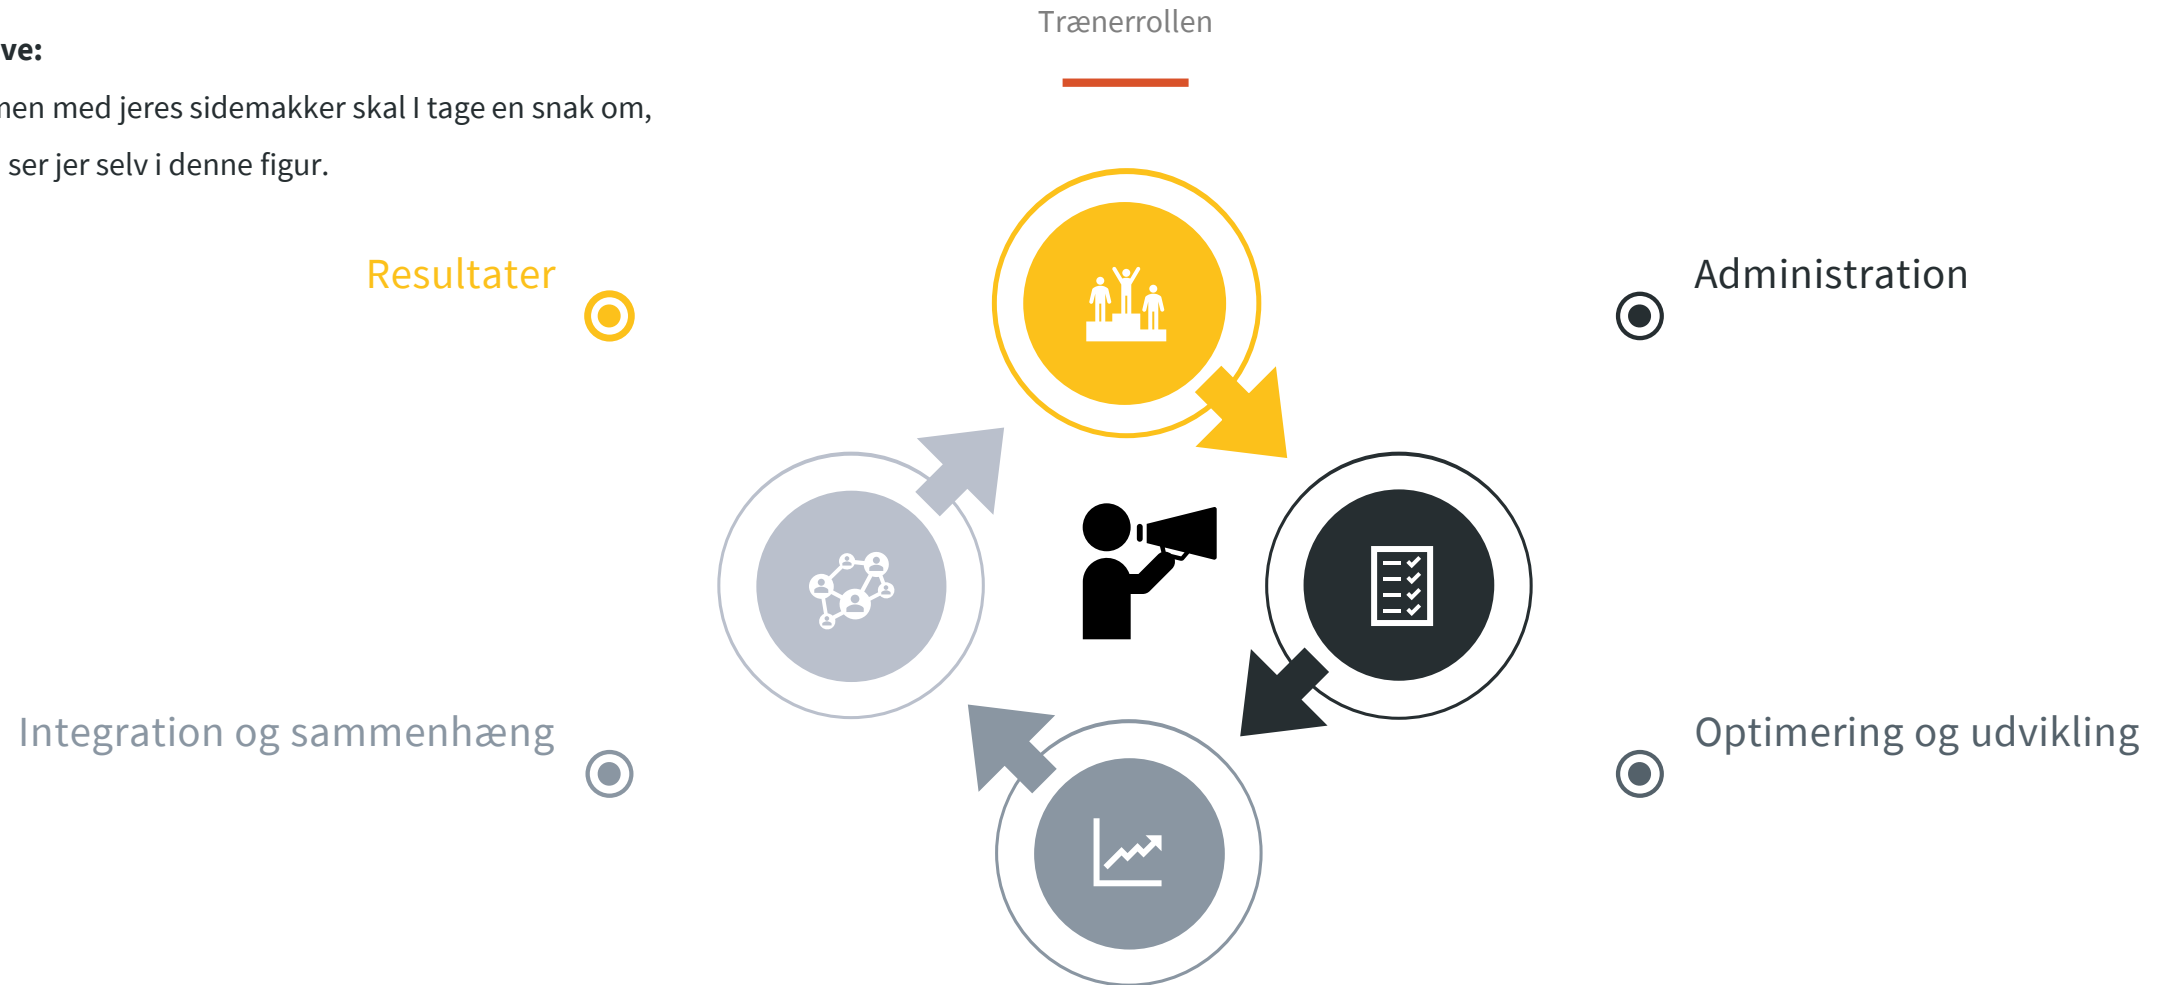 Trænerrollen
ve:
men med jeres sidemakker skal I tage en snak om,
ser jer selv i denne figur.
Resultater
Administration
Integration og sammenhæng
Optimering og udvikling